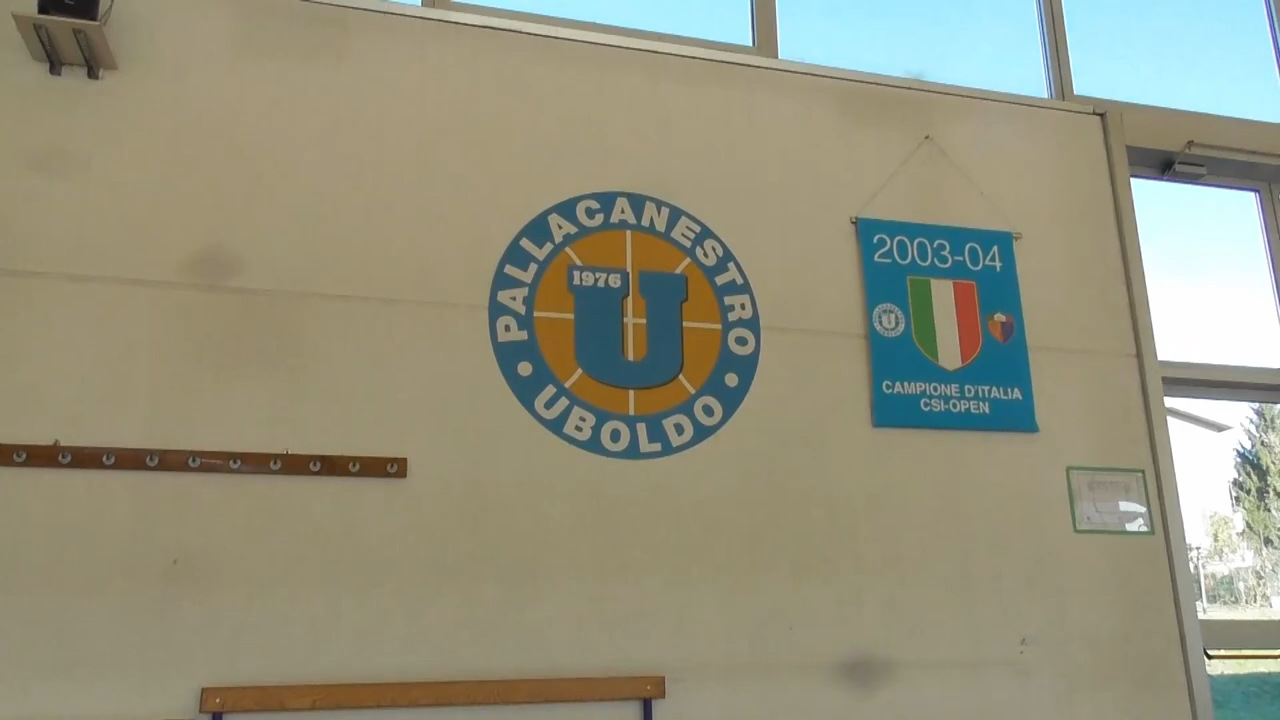 PALLACANESTRO
1976
U
UBOLDO
2003-04
U
CAMPIONE D'ITALIA
CSI-OPEN